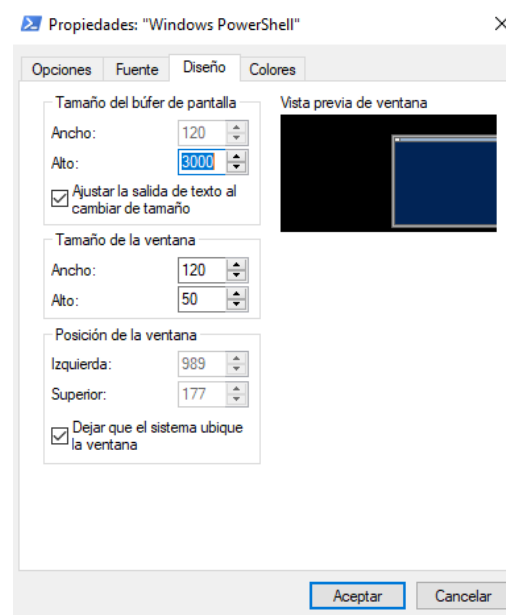 Propiedades: "Windows PowerShell"
Opciones Fuente Diseño Colores
Tamaño del búfer de pantalla
Ancho: 120
Alto: 3000
Ajustar la salida de texto al
cambiar de tamaño
Tamaño de la ventana
Ancho: 120
Alto: 50
Posición de la ventana
Izquierda: 989
Superior: 177
Dejar que el sistema ubique
la ventana
Vista previa de ventana
Aceptar Cancelar